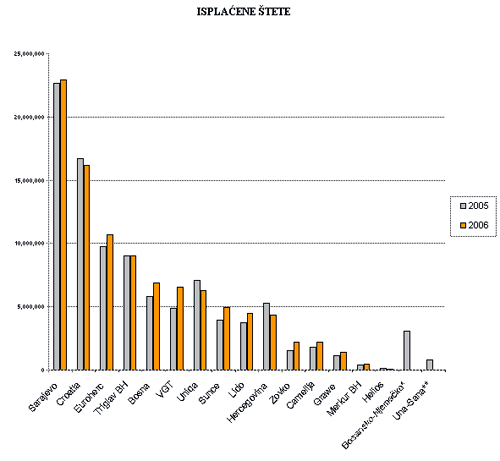 ISPLAĆENE ŠTETE
25,000,000
20,000,000
15,000,000
10,000,000
5,000,000
0
2005
2006
Sarajevo
Croatia
Euroherc
Triglav BH
Bosna
VGT
Uniqa
Sunce
Lido
Hercegovina
Zovko
Camelija
Grawe
Merkur BH
Helios
Bosansko-Njemačko*
Una-Sana**